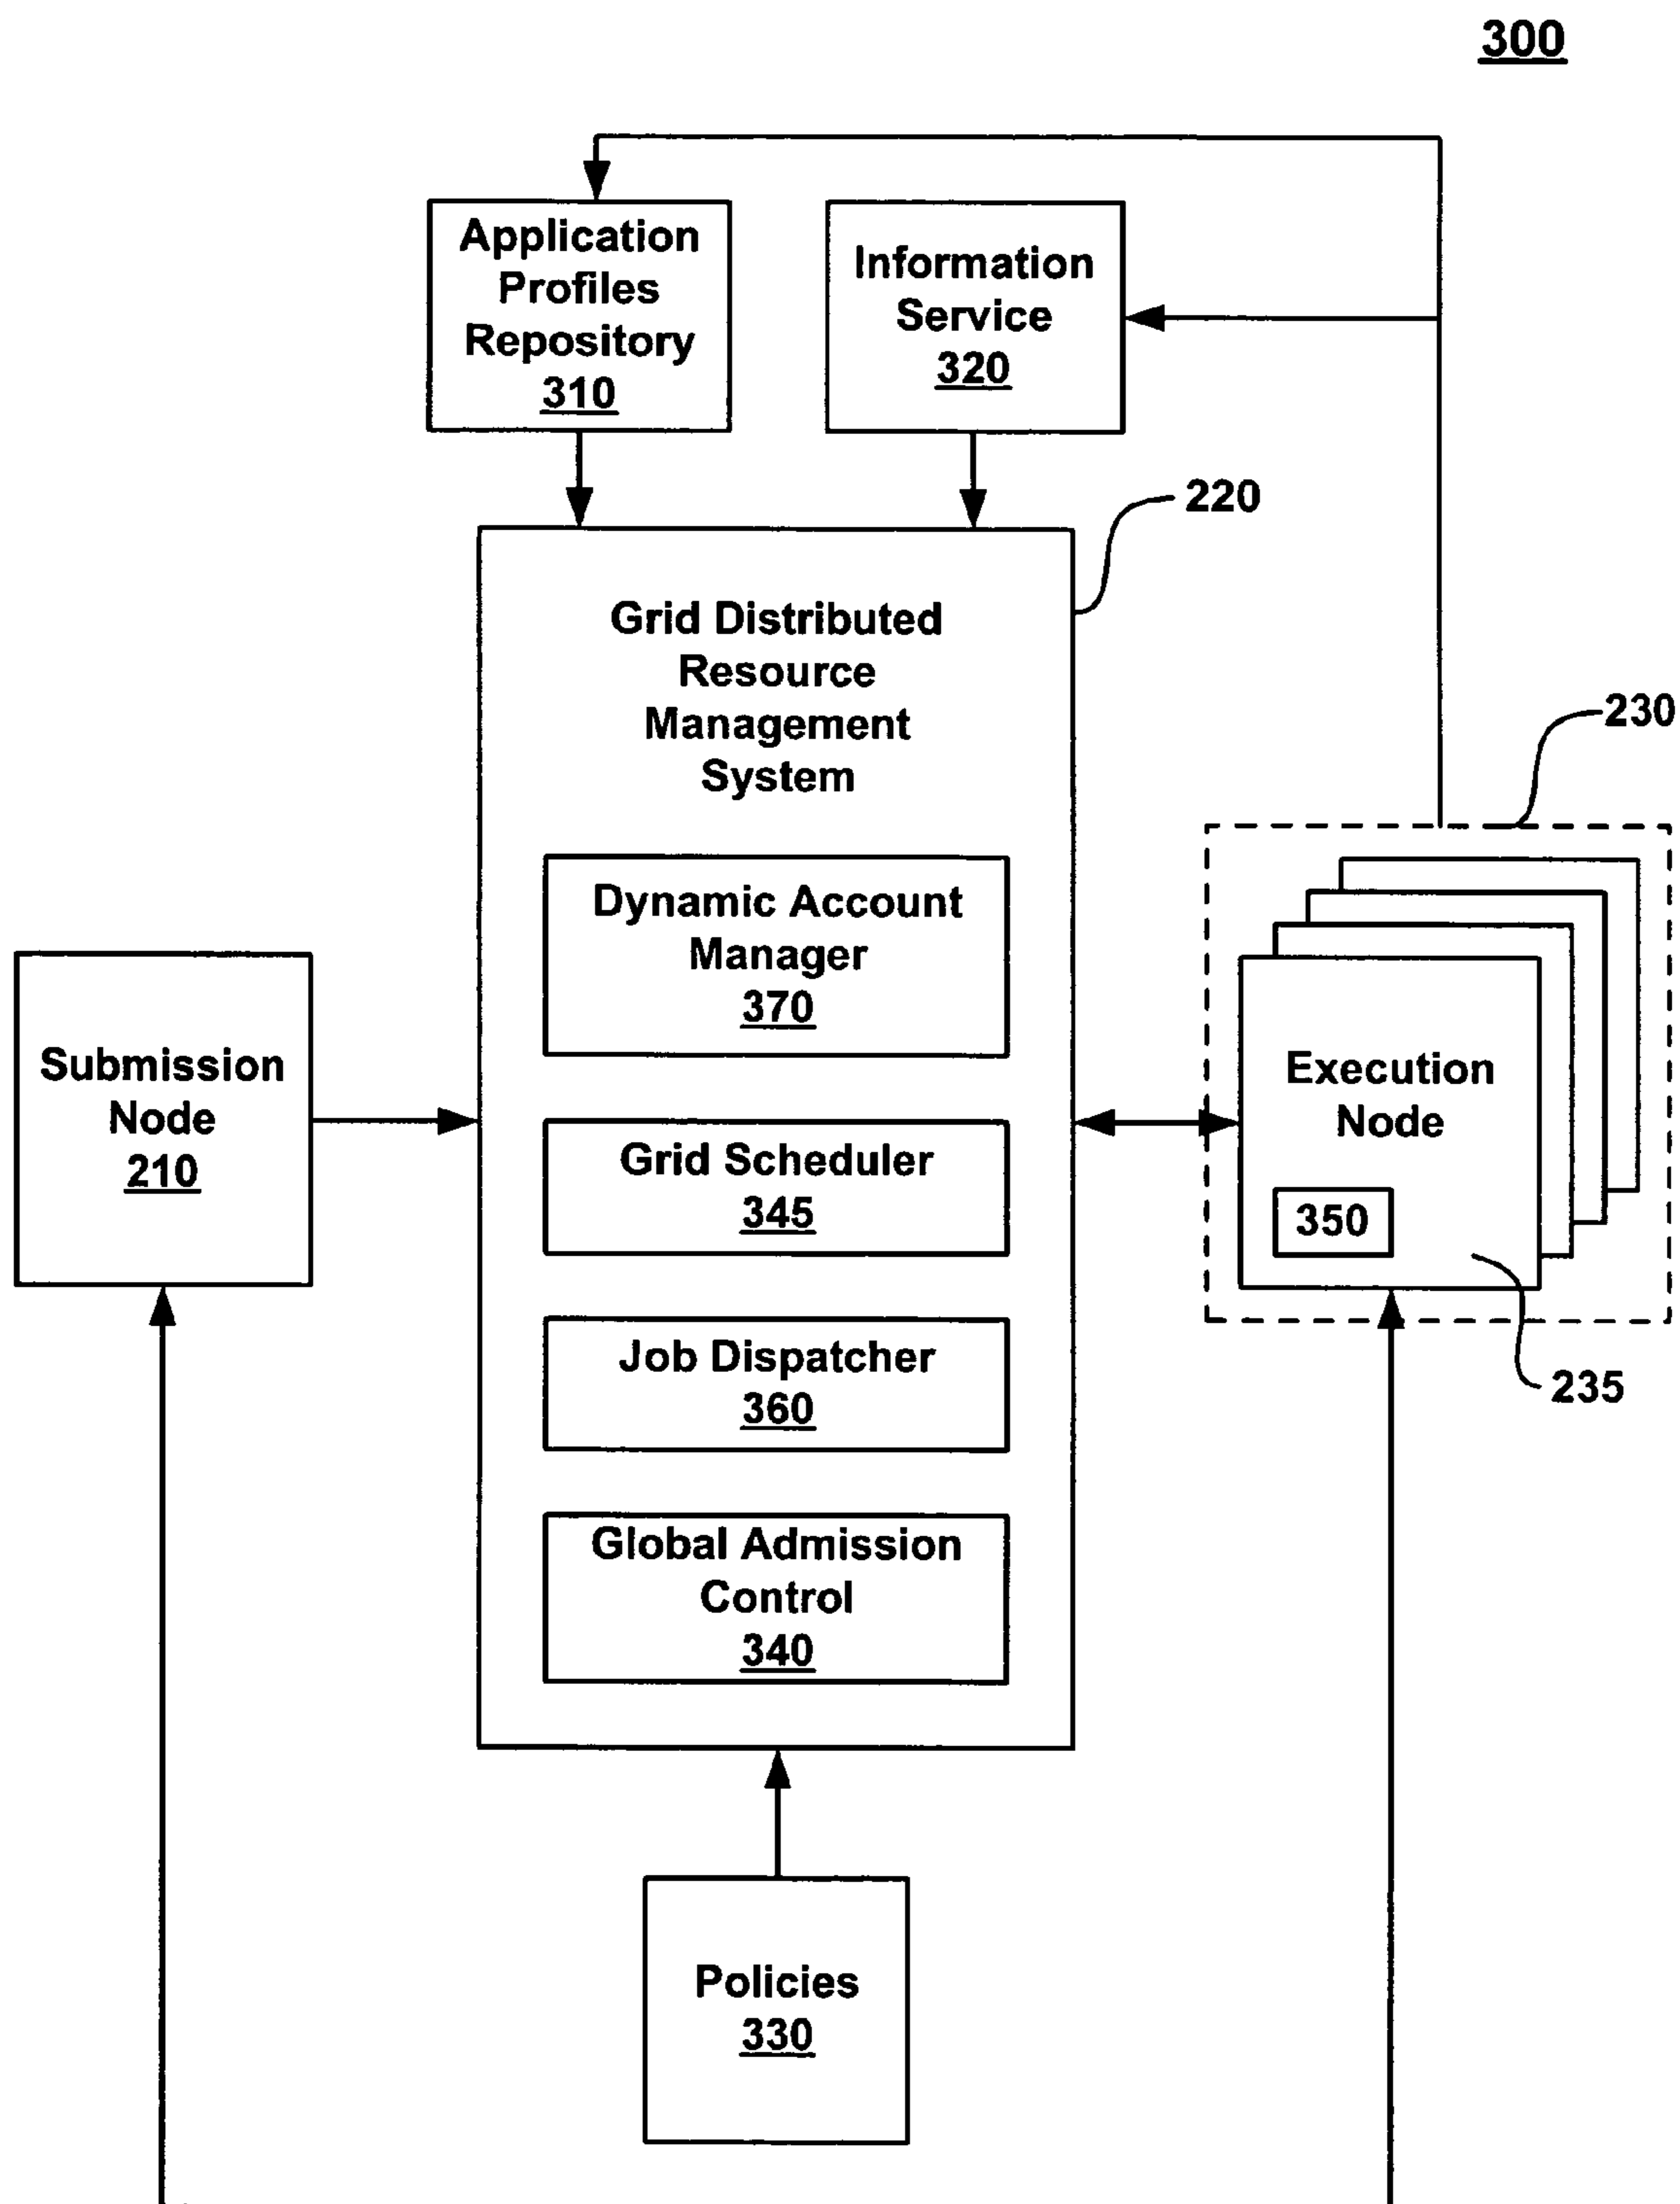 300
Application
Profiles
Repository
310
Information
Service
320
220
Grid Distributed
Resource
Management
System
230
Dynamic Account
Manager
370
Submission
Node
210
Execution
Node
Grid Scheduler
345
350
Job Dispatcher
360
235
Global Admission
Control
340
Policies
330